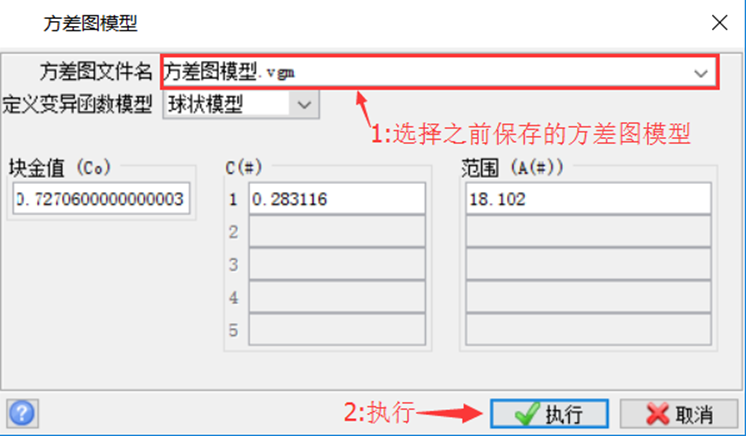 方差图模型
方差图文件名 方差图模型.vgm
定义变异函数模型 球状模型
1:选择之前保存的方差图模型
块金值 (C₀) C(#) 范围 (A(#))
0.7270600000000003 1 0.283116 18.102
2
3
4
5
2:执行 执行 取消